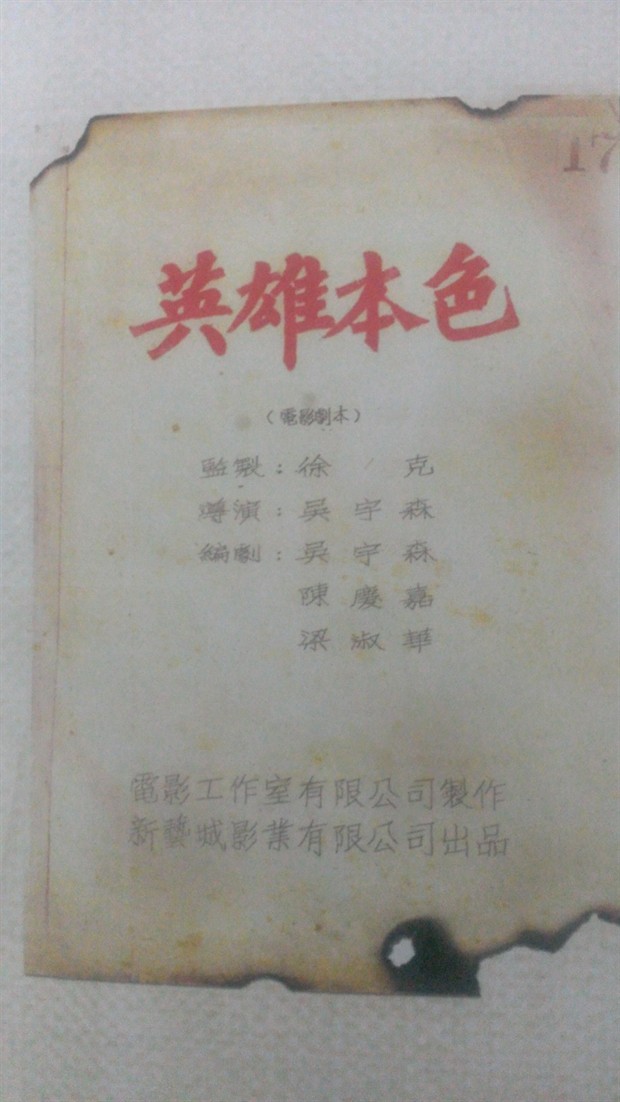 17
英雄本色
（電影劇本）
監製：徐 克
導演：吳宇森
編劇：吳宇森
陳慶嘉
梁淑華
電影工作室有限公司製作
新藝城影業有限公司出品